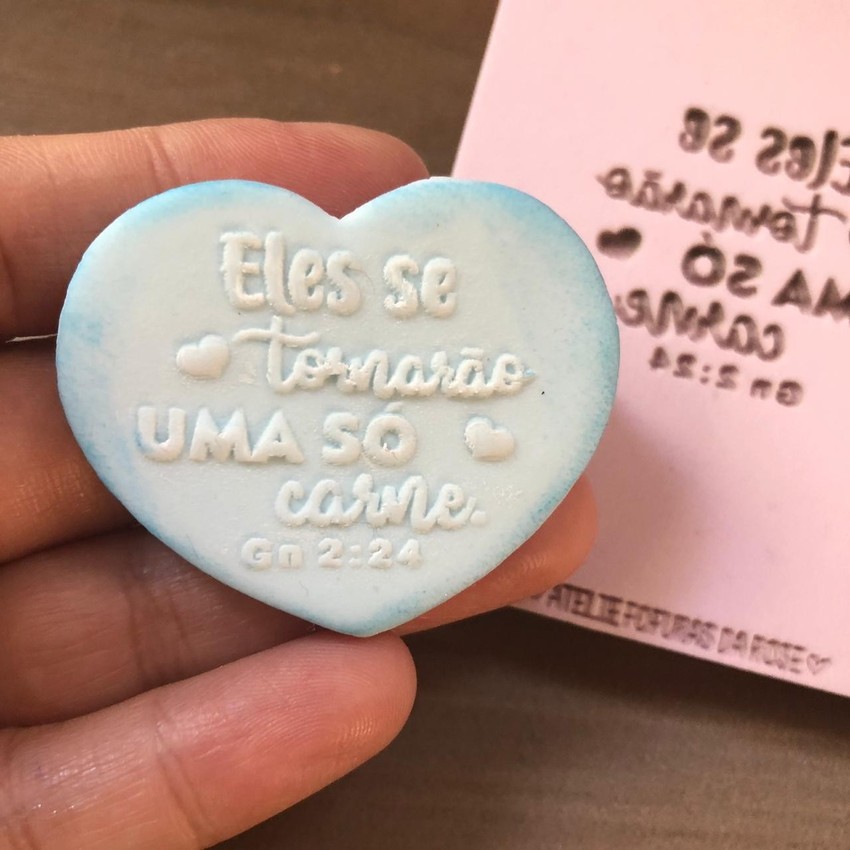 Eles se
tornarão
UMA SÓ
carne.
Gn 2:24
Eles se
tornarão
UMA SÓ
carne.
Gn 2:24
ATELIE FOFURAS DA ROSE